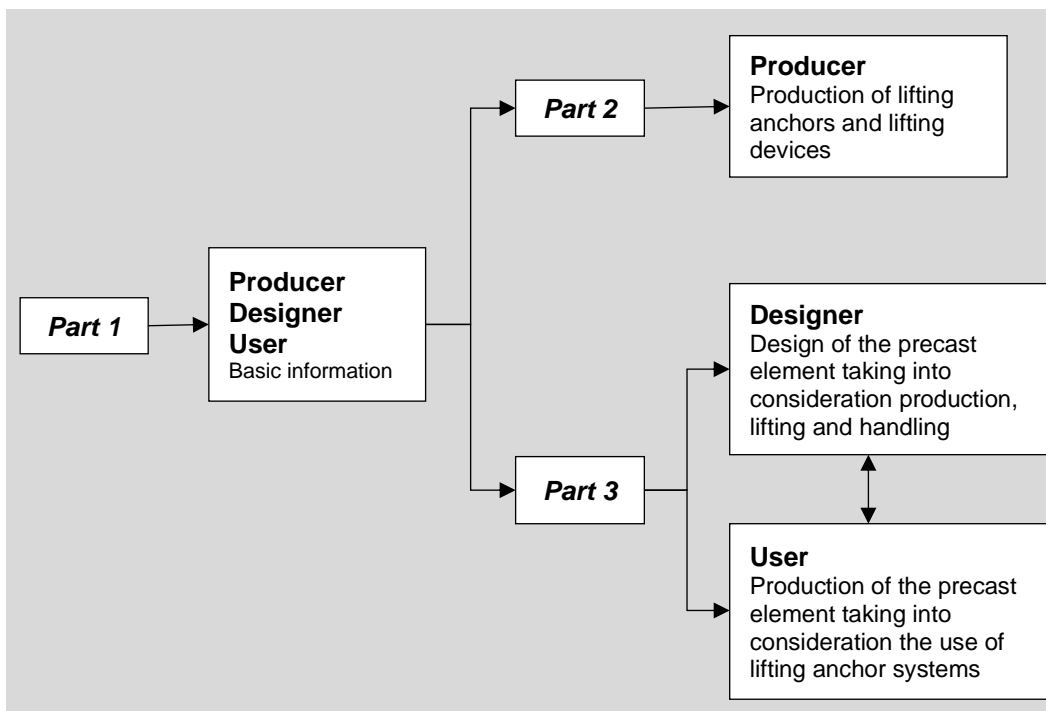 Part 1
Producer
Designer
User
Basic information
Part 2
Producer
Production of lifting
anchors and lifting
devices
Part 3
Designer
Design of the precast
element taking into
consideration production,
lifting and handling
User
Production of the precast
element taking into
consideration the use of
lifting anchor systems